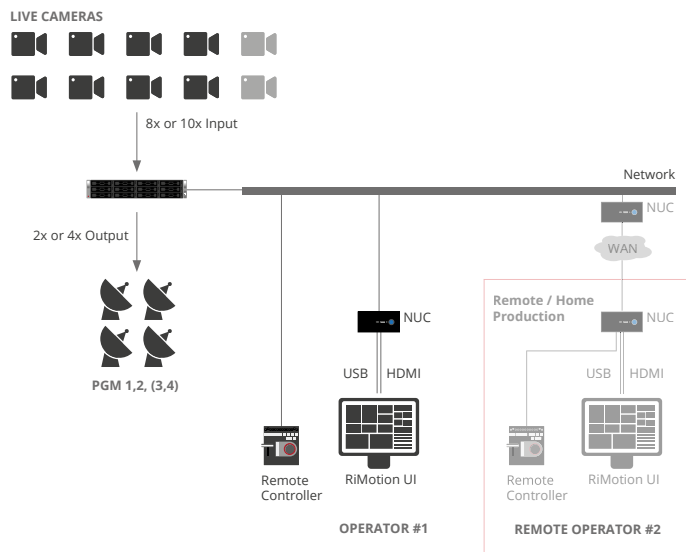 LIVE CAMERAS
8x or 10x Input
Network
NUC
2x or 4x Output
WAN
Remote / Home
Production
NUC
NUC
USB
HDMI
USB
HDMI
PGM 1,2, (3,4)
Remote
Controller
RiMotion UI
Remote
Controller
RiMotion UI
OPERATOR #1
REMOTE OPERATOR #2